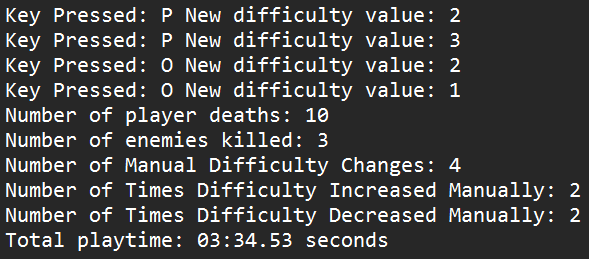 Key Pressed: P New difficulty value: 2
Key Pressed: P New difficulty value: 3
Key Pressed: O New difficulty value: 2
Key Pressed: O New difficulty value: 1
Number of player deaths: 10
Number of enemies killed: 3
Number of Manual Difficulty Changes: 4
Number of Times Difficulty Increased Manually: 2
Number of Times Difficulty Decreased Manually: 2
Total playtime: 03:34.53 seconds